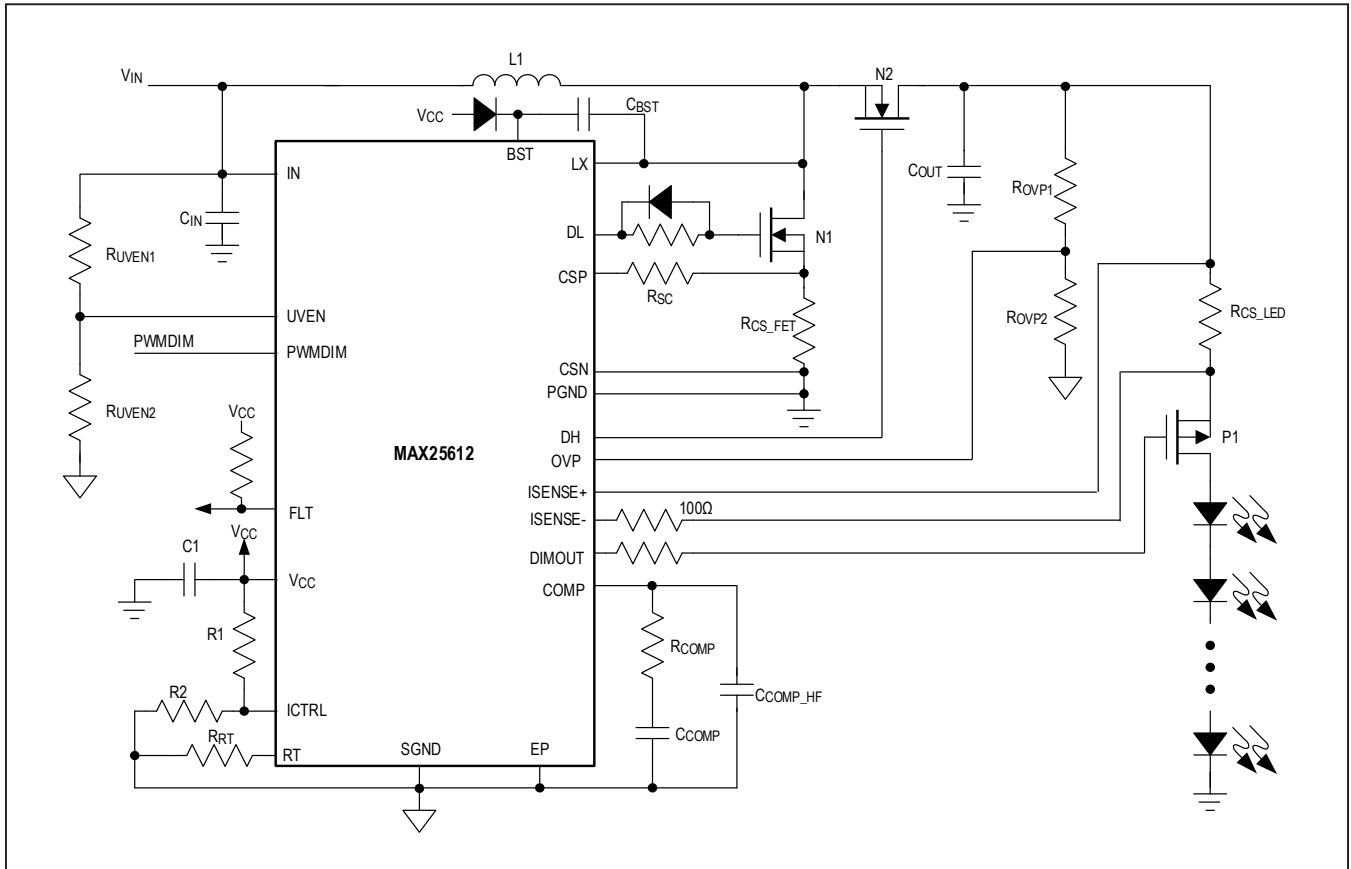 L1
N2
VIN
CBST
VCC
BST
IN
LX
COUT
ROVP1
CIN
DL
N1
RUVEN1
CSP
RSC
ROVP2
RCS_LED
UVEN
RCS_FET
PWMDIM
PWMDIM
CSN
PGND
RUVEN2
VCC
DH
P1
MAX25612
OVP
ISENSE+
FLT
ISENSE-
100Ω
VCC
C1
DIMOUT
VCC
COMP
R1
RCOMP
R2
ICTRL
CCOMP_HF
RRT
RT
SGND
EP
CCOMP